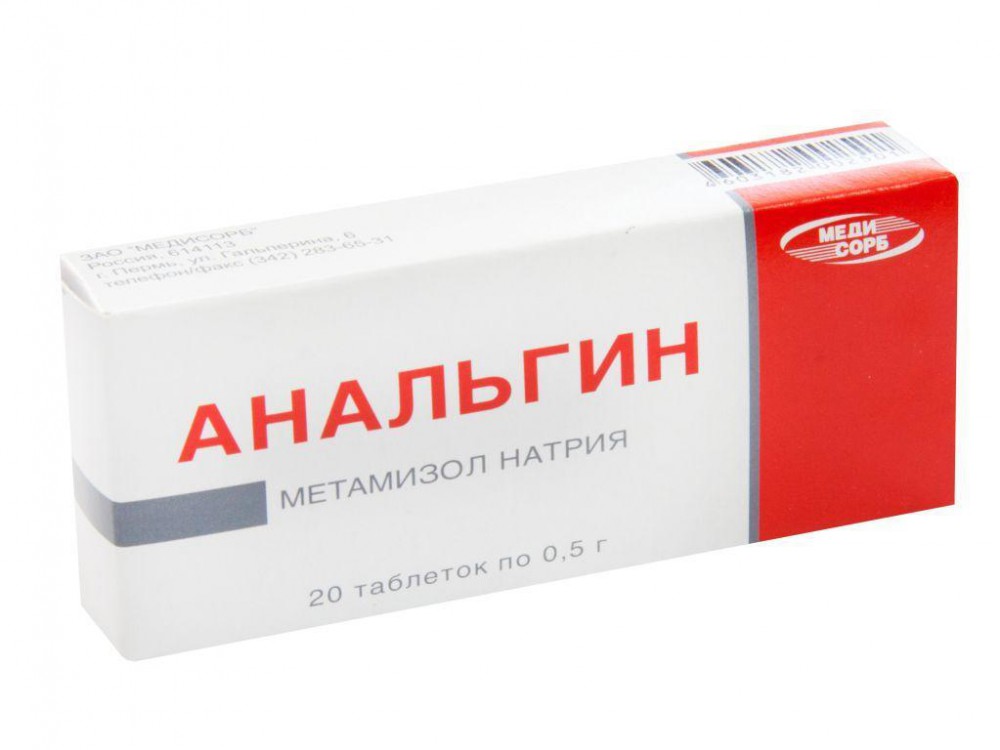 ЗАО "МЕДИСОРБ"
Россия, 614113
г. Пермь, ул. Гальперина, 6
телефон/факс (342) 283-65-31
4603182002501
МЕДИ
СОРБ
АНАЛЬГИН
МЕТАМИЗОЛ НАТРИЯ
20 таблеток по 0,5 г